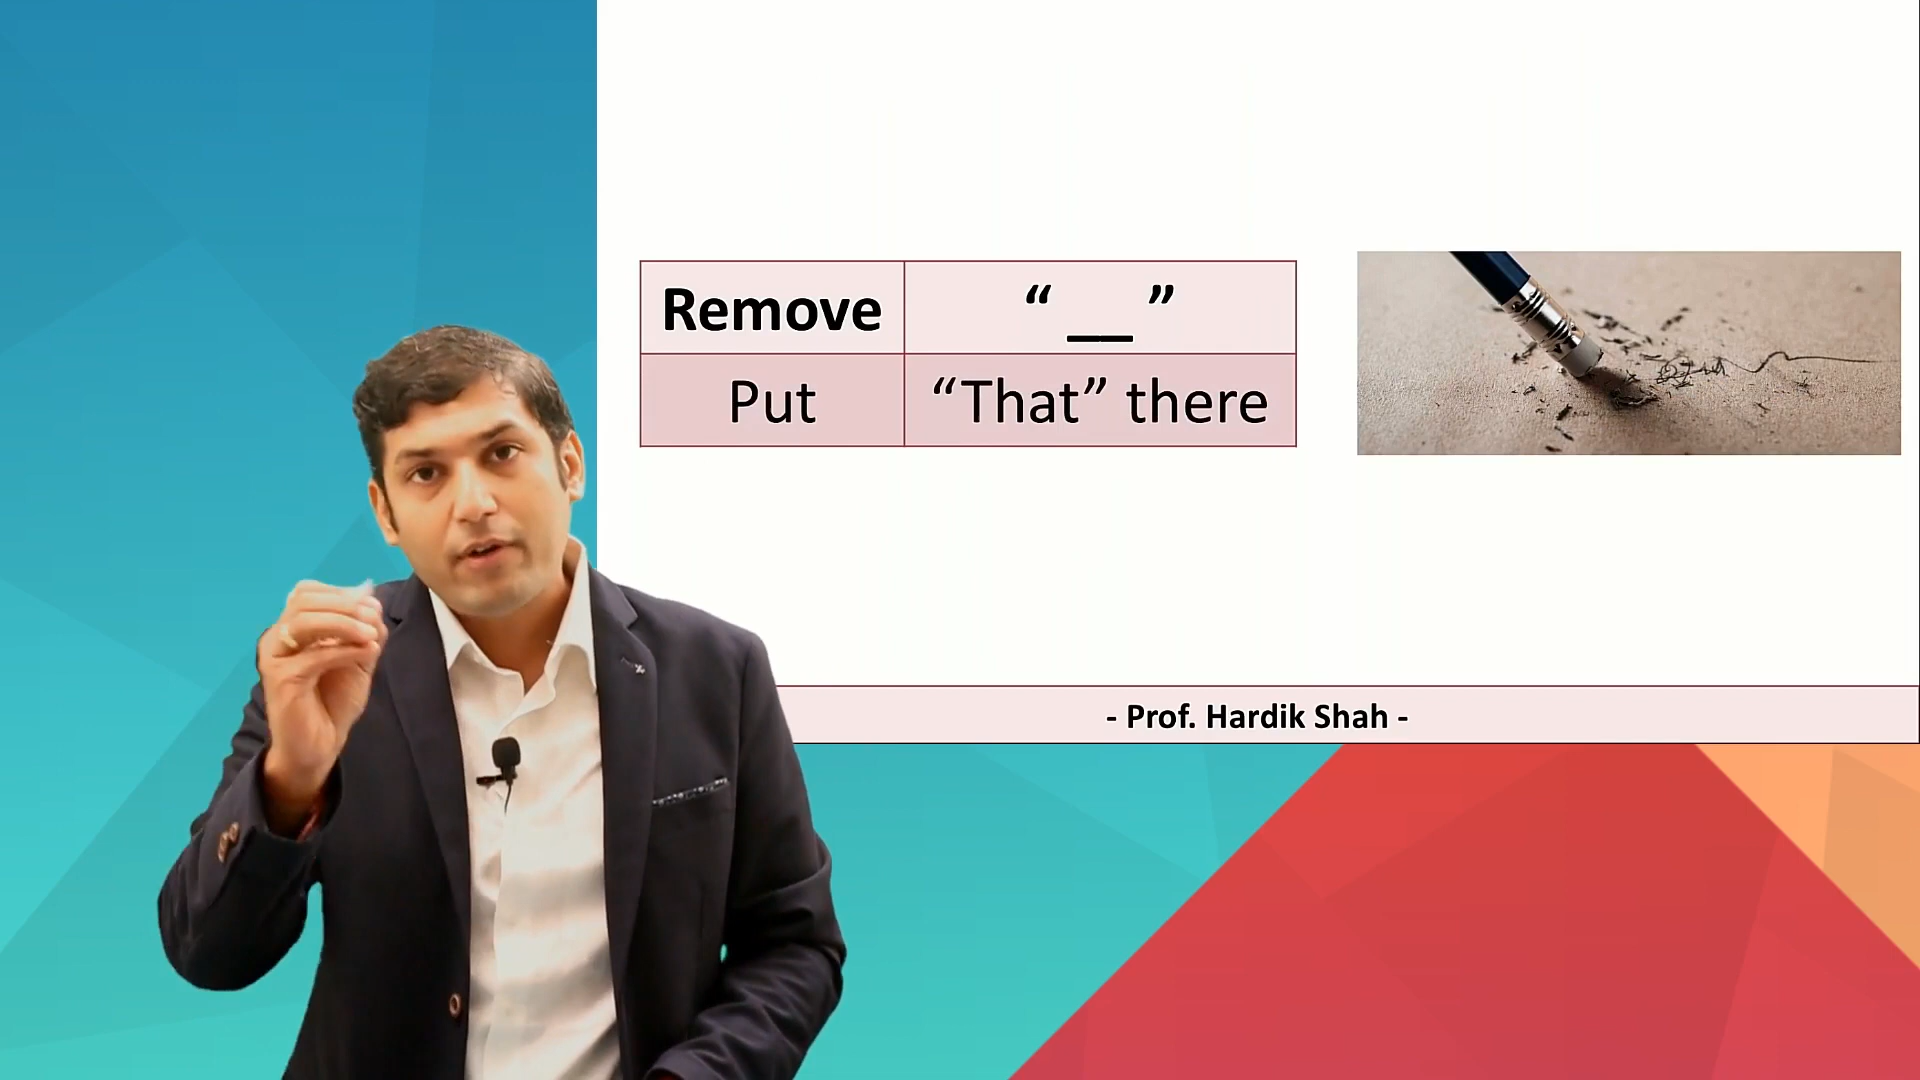 Remove “ __ ”
Put “That” there
- Prof. Hardik Shah -